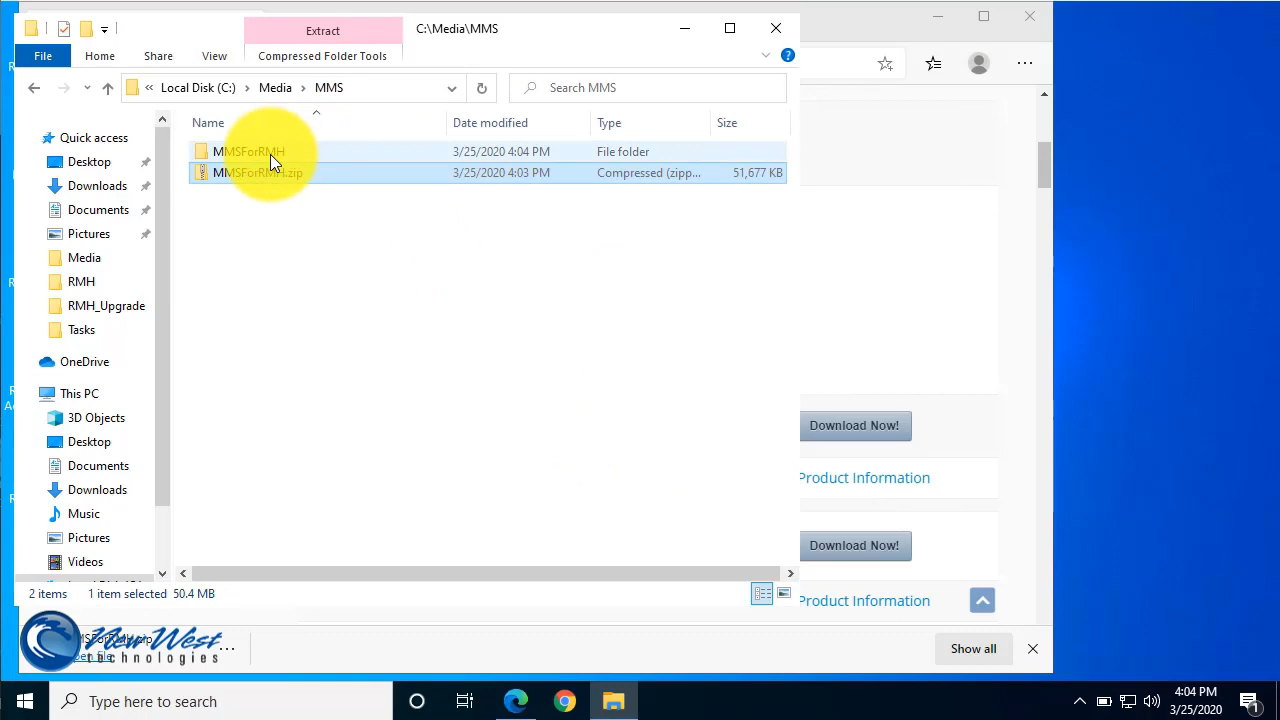 Extract
C:\Media\MMS
File
Home
Share
View
Compressed Folder Tools
Local Disk (C:)
Media
MMS
Search MMS
Name
Date modified
Type
Size
MMSForRMH
3/25/2020 4:04 PM
File folder
MMSForRMH.zip
3/25/2020 4:03 PM
Compressed (zipp...
51,677 KB
Quick access
Desktop
Downloads
Documents
Pictures
Media
RMH
RMH_Upgrade
Tasks
OneDrive
This PC
3D Objects
Desktop
Documents
Downloads
Music
Pictures
Videos
Download Now!
Product Information
Download Now!
Product Information
2 items
1 item selected 50.4 MB
New West
technologies
Show all
Type here to search
4:04 PM
3/25/2020
1